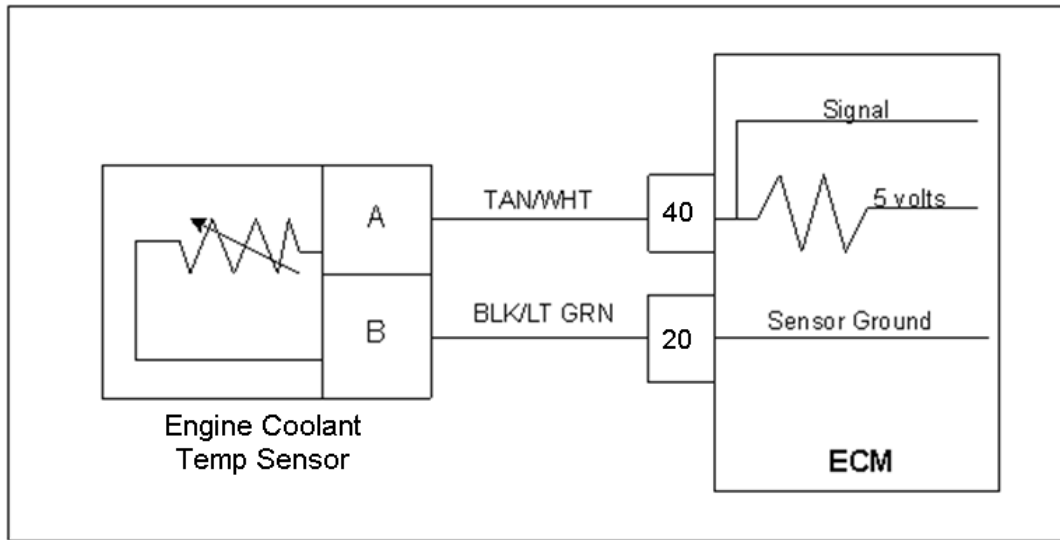 Signal
A
TAN/WHT
40
5 volts
B
BLK/LT GRN
20
Sensor Ground
Engine Coolant
Temp Sensor
ECM